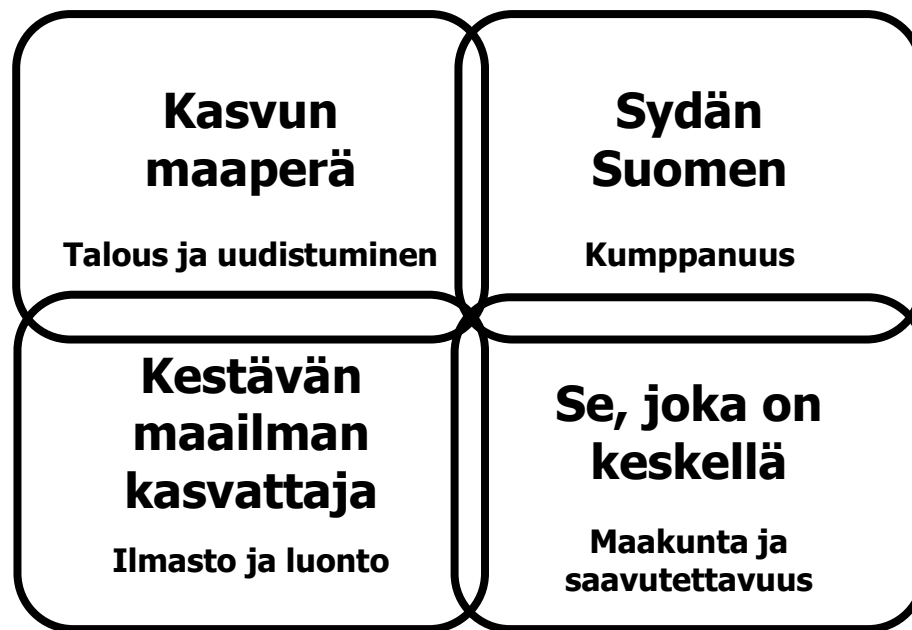 Kasvun
maaperä
Talous ja uudistuminen
Sydän
Suomen
Kumppanuus
Kestävän
maailman
kasvattaja
Ilmasto ja luonto
Se, joka on
keskellä
Maakunta ja
saavutettavuus